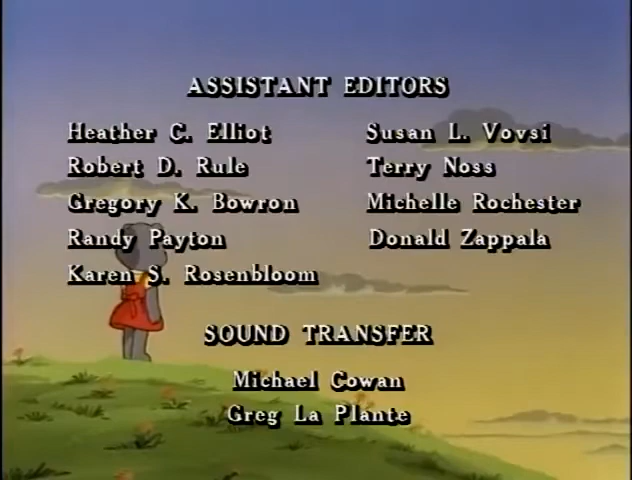 ASSISTANT EDITORS
Heather C. Elliot
Susan L. Vovsi
Robert D. Rule
Terry Noss
Gregory K. Bowron
Michelle Rochester
Randy Payton
Donald Zappala
Karen S. Rosenbloom
SOUND TRANSFER
Michael Cowan
Greg La Plante